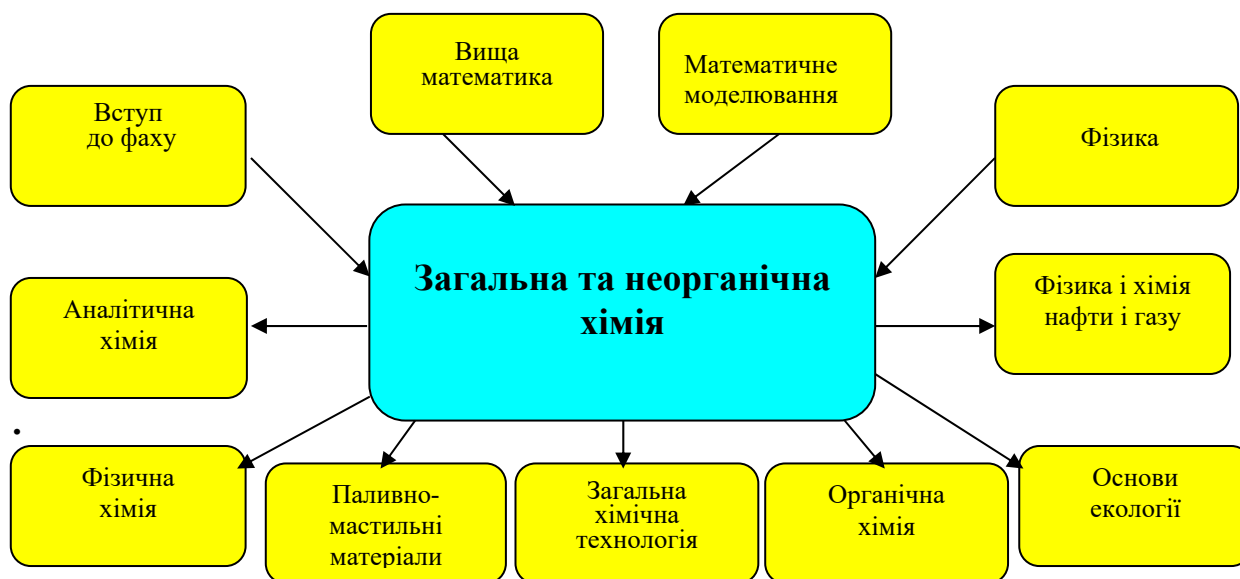 Вища
математика
Математичне
моделювання
Вступ
до фаху
Фізика
Загальна та неорганічна
хімія
Аналітична
хімія
Фізика і хімія
нафти і газу
.
Фізична
хімія
Паливно-
мастильні
матеріали
Загальна
хімічна
технологія
Органічна
хімія
Основи
екології